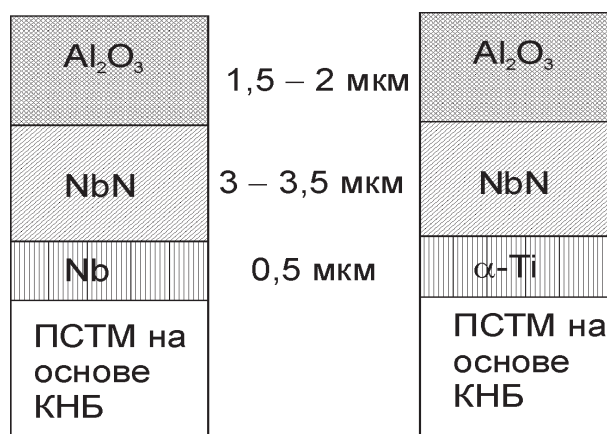 Al₂O₃
NbN
Nb
ПСТМ на
основе
КНБ
1,5 – 2 мкм
3 – 3,5 мкм
0,5 мкм
Al₂O₃
NbN
α-Ti
ПСТМ на
основе
КНБ